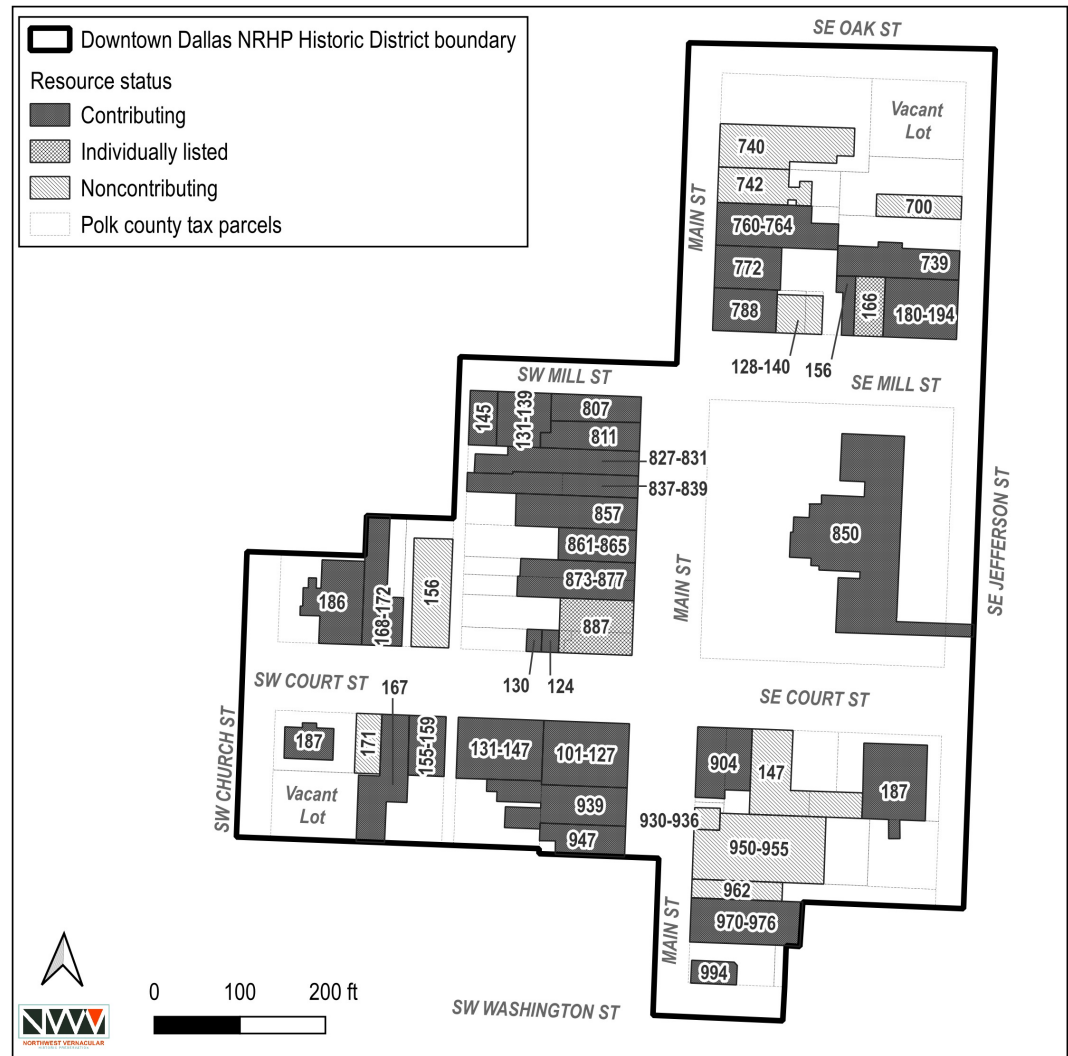 Downtown Dallas NRHP Historic District boundary
Resource status
Contributing
Individually listed
Noncontributing
Polk county tax parcels
SE OAK ST
Vacant
Lot
740
742
700
MAIN ST
760-764
739
772
166
788
180-194
128-140
156
SW MILL ST
SE MILL ST
145
131-139
807
811
827-831
837-839
857
850
861-865
873-877
MAIN ST
SE JEFFERSON ST
156
186
168-172
887
130
124
SW COURT ST
167
SE COURT ST
SW CHURCH ST
187
171
155-159
131-147
101-127
904
147
187
Vacant
Lot
939
930-936
947
950-955
962
MAIN ST
970-976
994
0
100
200 ft
SW WASHINGTON ST
NWV
NORTHWEST VERNACULAR
HISTORIC PRESERVATION